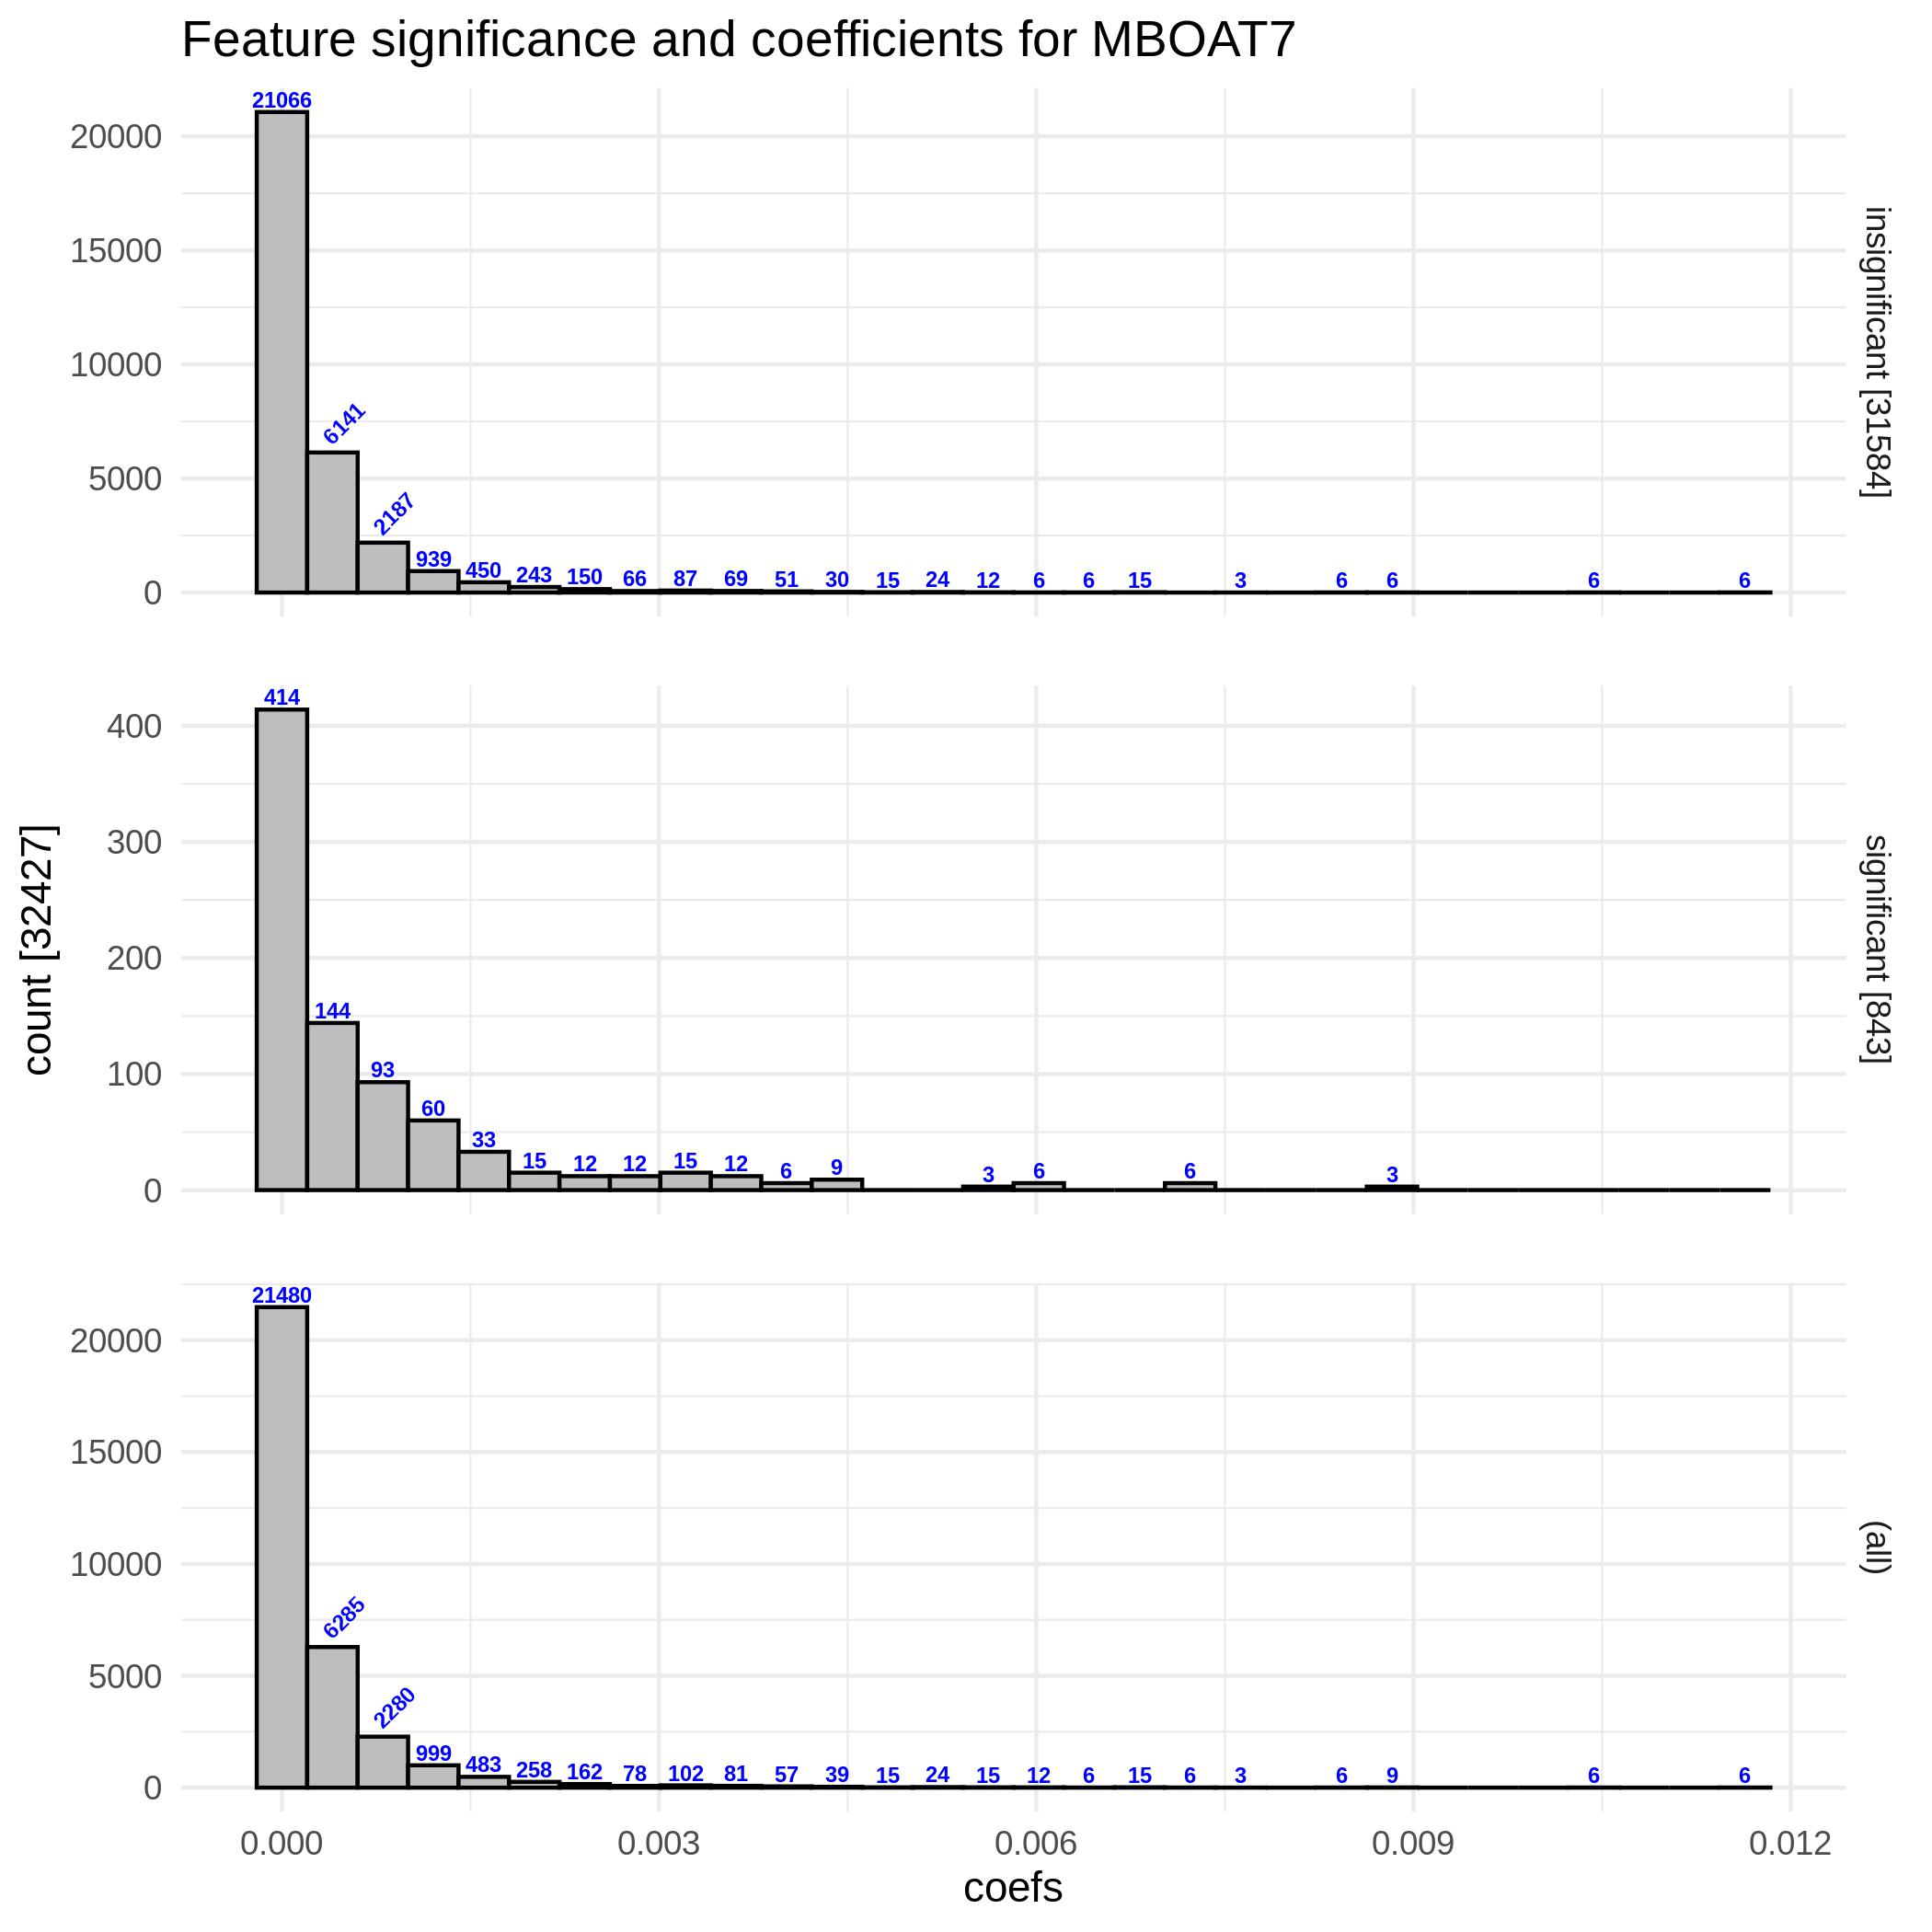 Feature significance and coefficients for MBOAT7
21066
20000
15000
10000
5000
0
6141
2187
939 450 243 150 66 87 69 51 30 15 24 12 6 6 15 3 6 6 6 6
insignificant [31584]
count [32427]
414
400
300
200
100
0
144
93
60
33
15 12 12 15 12 6 9 3 6 6 3
significant [843]
21480
20000
15000
10000
5000
0
6285
2280
999 483 258 162 78 102 81 57 39 15 24 15 12 6 15 6 3 6 9 6 6
(all)
0.000 0.003 0.006 0.009 0.012
coefs